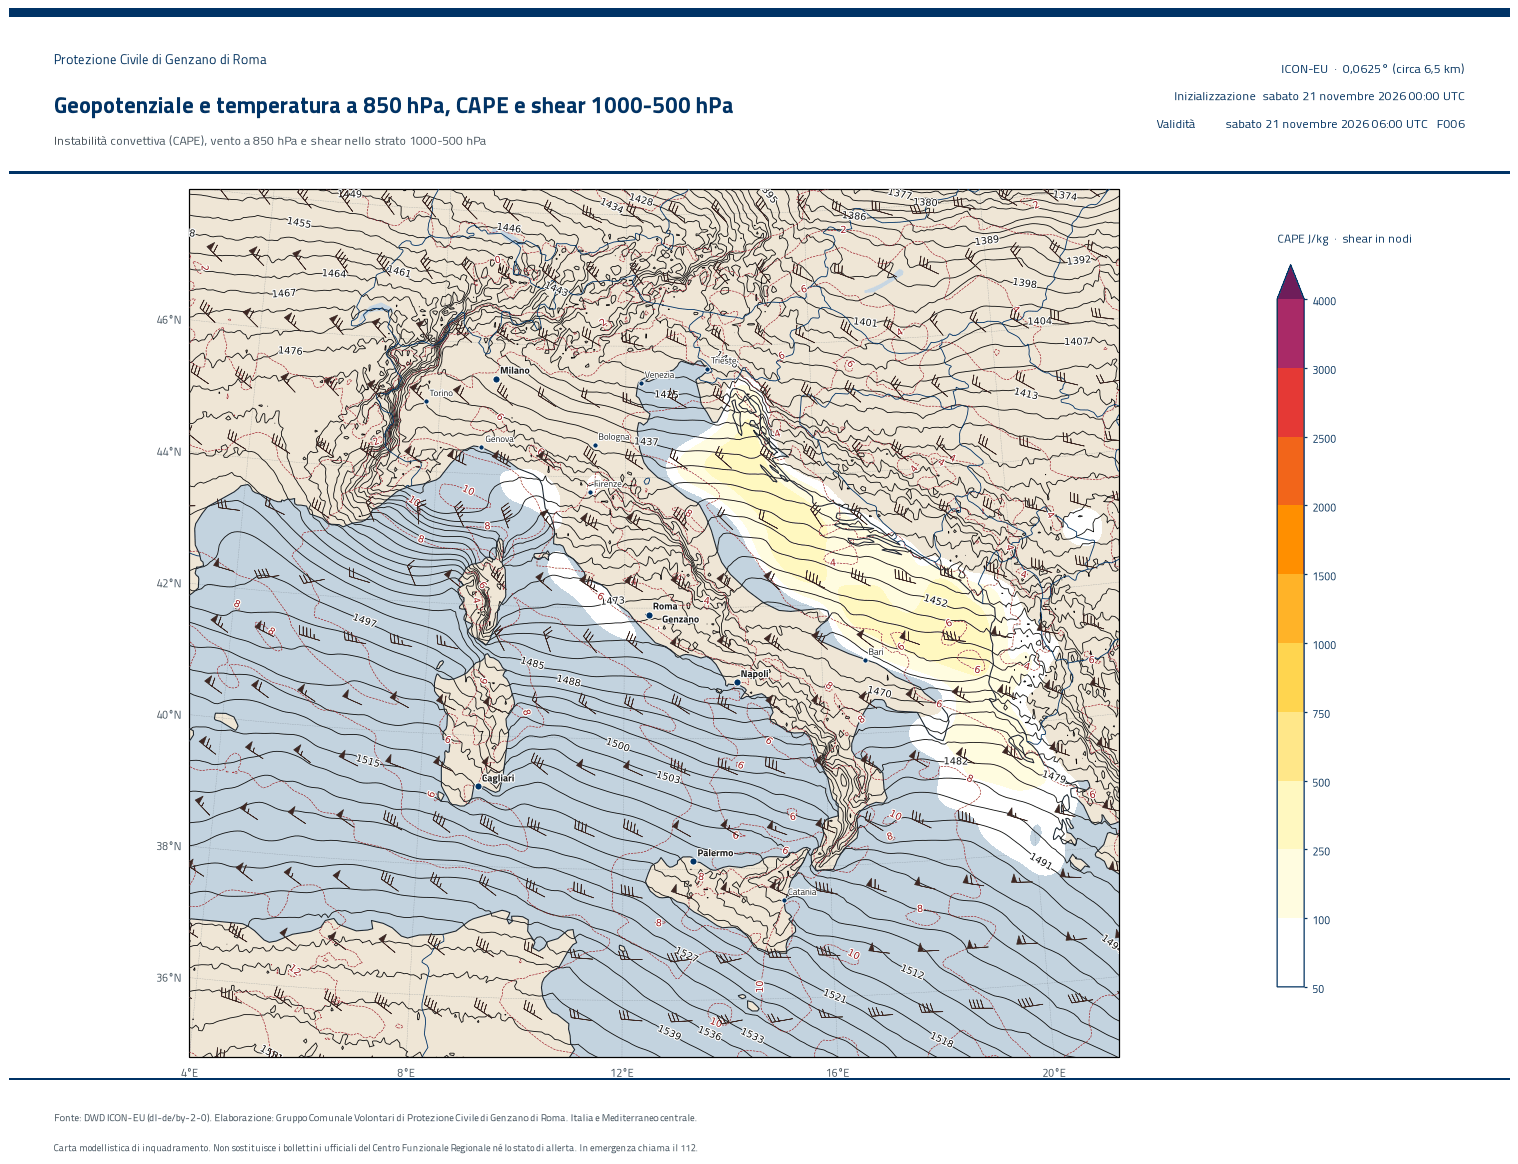 Protezione Civile di Genzano di Roma
Geopotenziale e temperatura a 850 hPa, CAPE e shear 1000-500 hPa
Instabilità convettiva (CAPE), vento a 850 hPa e shear nello strato 1000-500 hPa
ICON-EU · 0,0625° (circa 6,5 km)
Inizializzazione sabato 21 novembre 2026 00:00 UTC
Validità sabato 21 novembre 2026 06:00 UTC F006
CAPE J/kg · shear in nodi
4000
3000
2500
2000
1500
1000
750
500
250
100
50
46°N
44°N
42°N
40°N
38°N
36°N
4°E
8°E
12°E
16°E
20°E
1449
1428
1434
1377
1380
1374
1386
1455
1446
1389
1392
1464
1461
1443
1398
1467
1401
1404
1476
1407
1413
1437
1452
1473
1497
1485
1488
1470
1500
1503
1482
1479
1515
1491
1527
1512
1521
1539
1536
1533
1518
Milano
Torino
Venezia
Trieste
Genova
Bologna
Firenze
Roma
Genzano
Napoli
Bari
Cagliari
Palermo
Catania
Fonte: DWD ICON-EU (dl-de/by-2-0). Elaborazione: Gruppo Comunale Volontari di Protezione Civile di Genzano di Roma. Italia e Mediterraneo centrale.
Carta modellistica di inquadramento. Non sostituisce i bollettini ufficiali del Centro Funzionale Regionale né lo stato di allerta. In emergenza chiama il 112.